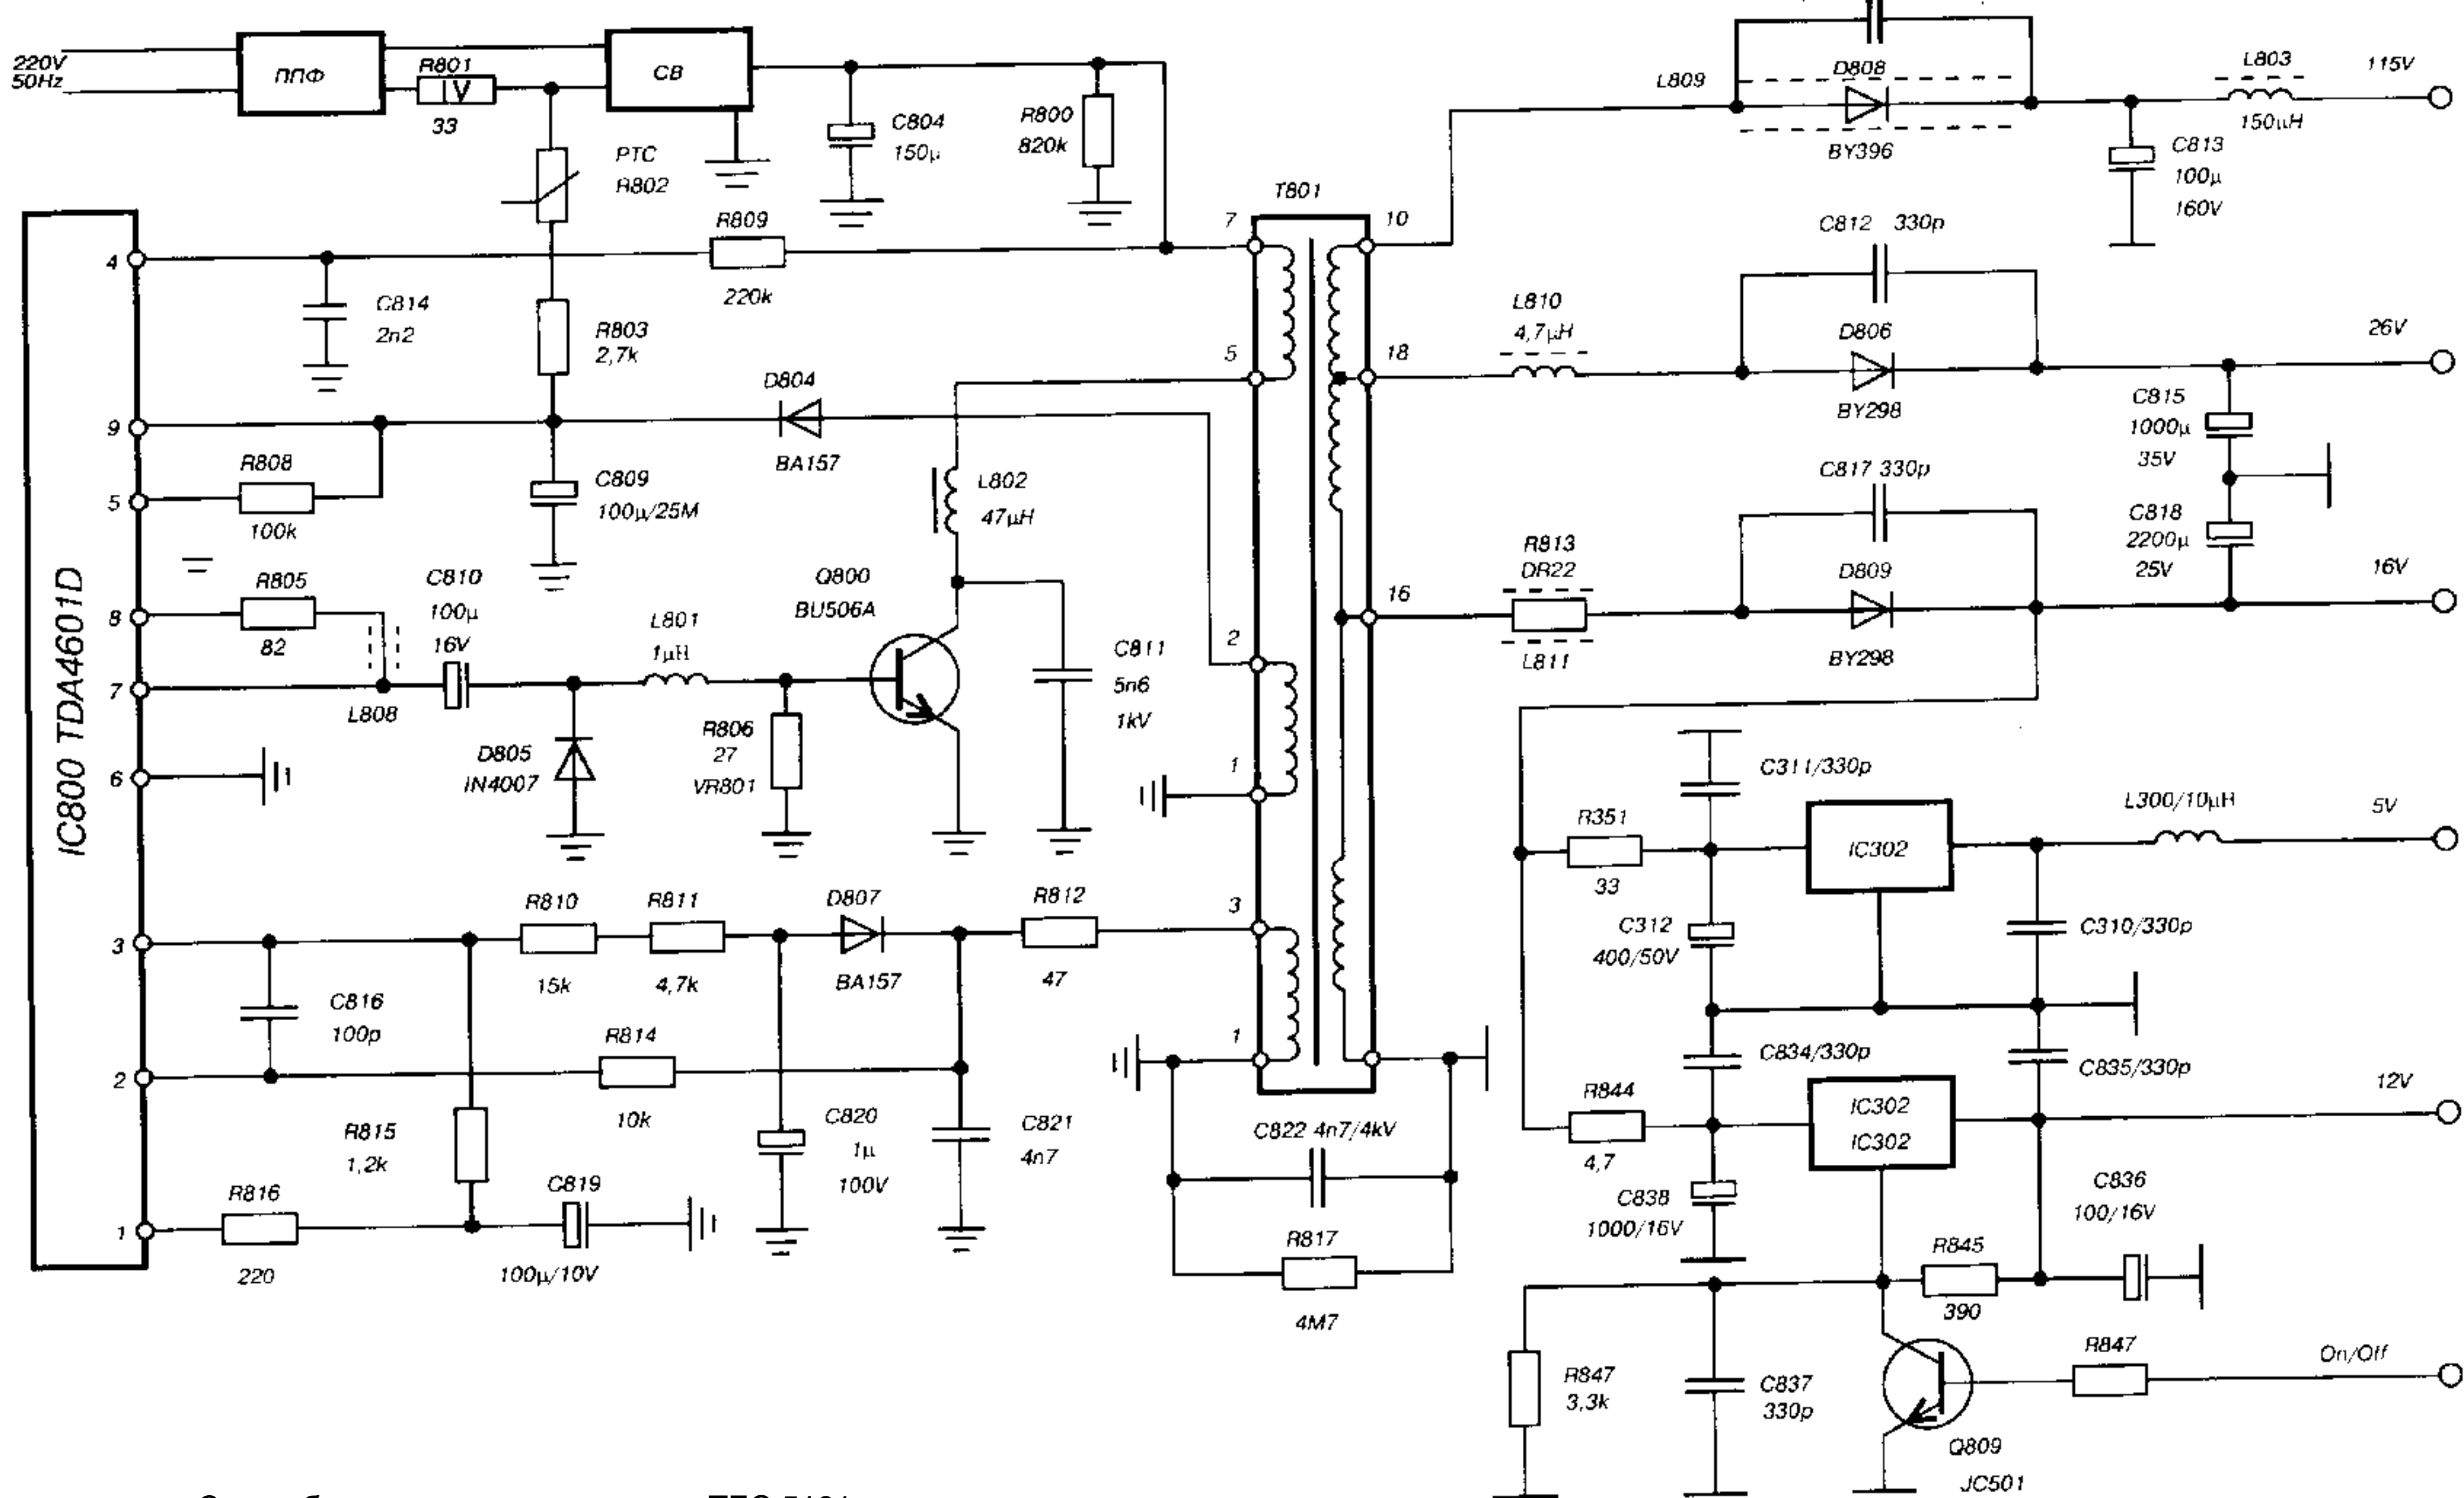 220V
50Hz
ППФ
R801
33
СВ
PTC
R802
C804
150μ
R800
820k
T801
L809
D808
BY396
L803
150μH
115V
C813
100μ
160V
4
C814
2n2
R809
220k
7
10
C812 330p
R803
2,7k
5
18
L810
4,7μH
D806
BY298
26V
9
D804
BA157
C815
1000μ
35V
R808
100k
5
C809
100μ/25M
L802
47μH
C817 330p
C818
2200μ
25V
R813
DR22
L811
D809
BY298
16V
IC800 TDA4601D
8
R805
82
C810
100μ
16V
L801
1μH
Q800
BU506A
2
16
7
L808
C811
5n6
1kV
D805
IN4007
R806
27
VR801
6
1
C311/330p
R351
33
IC302
L300/10μH
5V
C312
400/50V
C310/330p
3
R810
15k
R811
4,7k
D807
BA157
R812
47
3
C816
100p
R814
10k
1
2
C834/330p
C835/330p
R844
4,7
IC302
IC302
12V
R815
1,2k
C820
1μ
100V
C821
4n7
C822 4n7/4kV
C838
1000/16V
C836
100/16V
1
R816
220
C819
100μ/10V
R817
4M7
R845
390
R847
3,3k
C837
330p
R847
On/Off
Q809
JC501